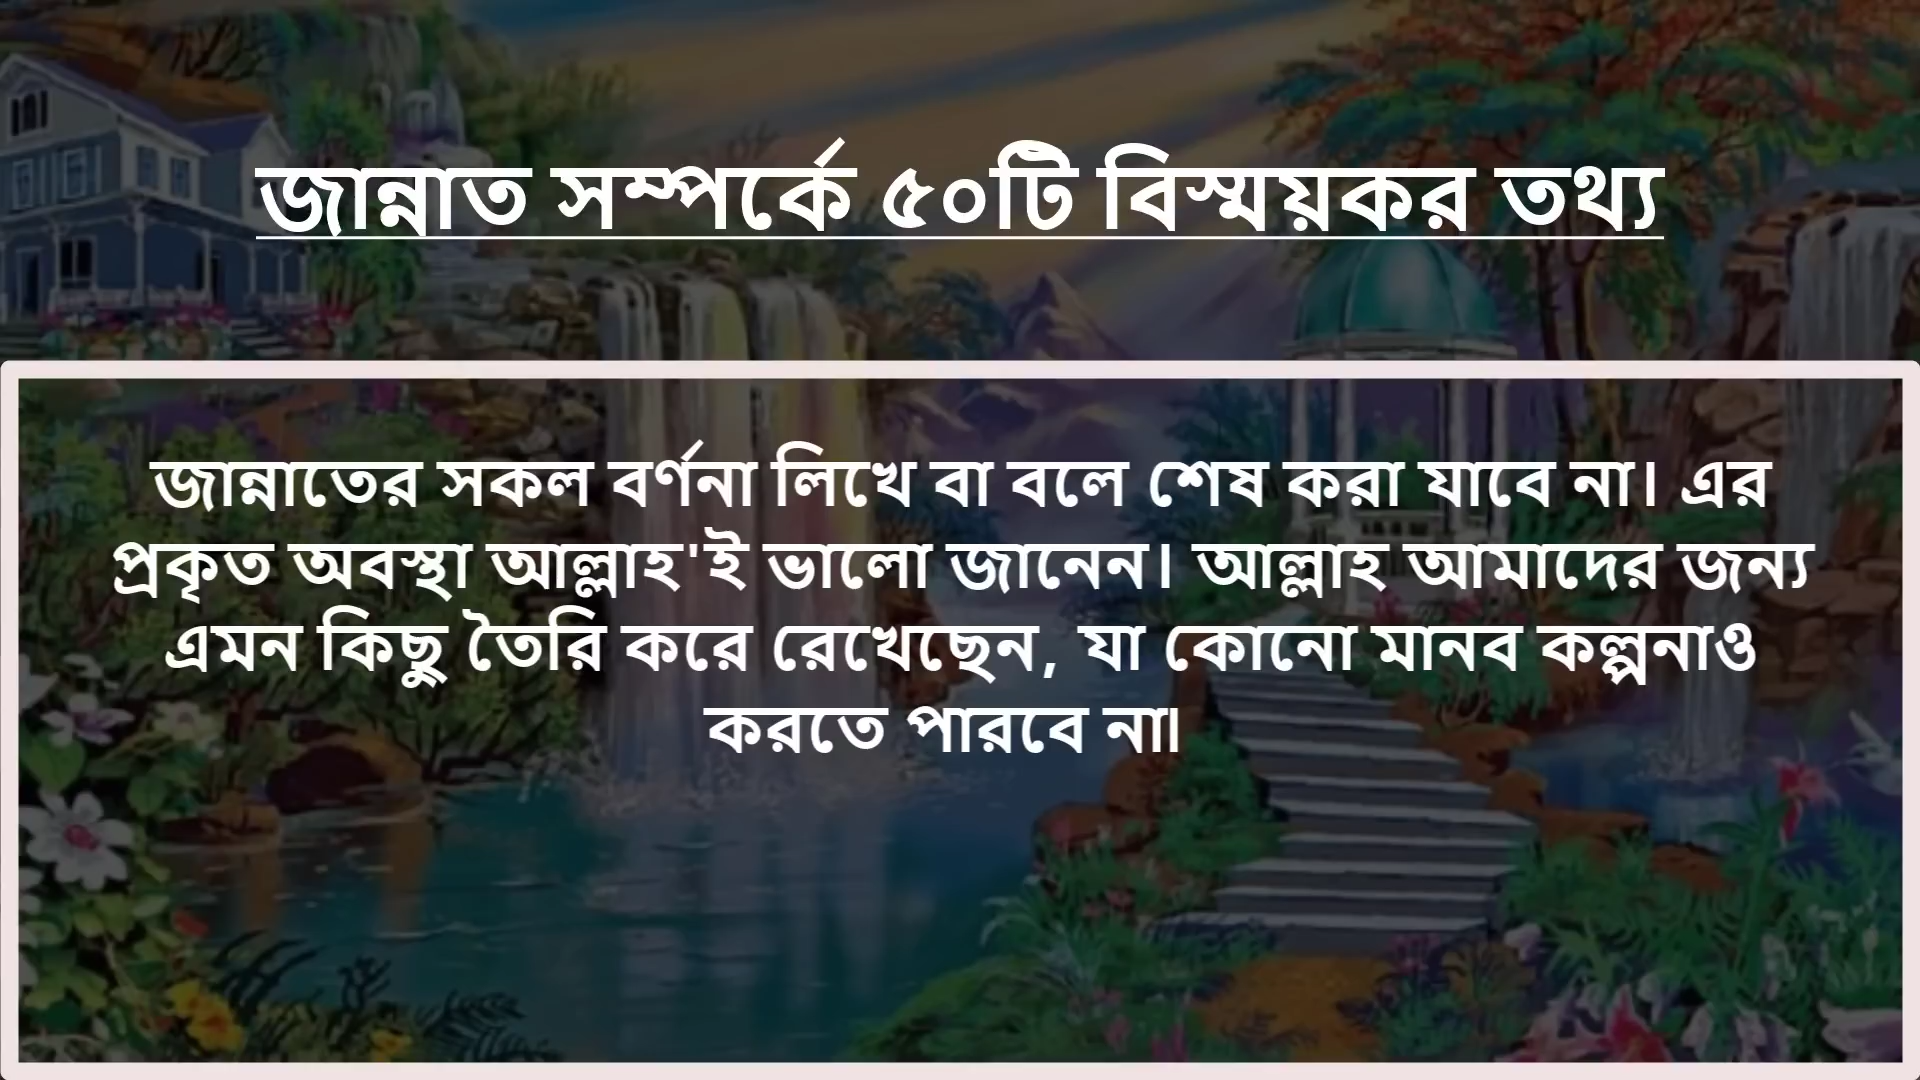 জান্নাত সম্পর্কে ৫০টি বিস্ময়কর তথ্য
জান্নাতের সকল বর্ণনা লিখে বা বলে শেষ করা যাবে না। এর
প্রকৃত অবস্থা আল্লাহ'ই ভালো জানেন। আল্লাহ আমাদের জন্য
এমন কিছু তৈরি করে রেখেছেন, যা কোনো মানব কল্পনাও
করতে পারবে না।